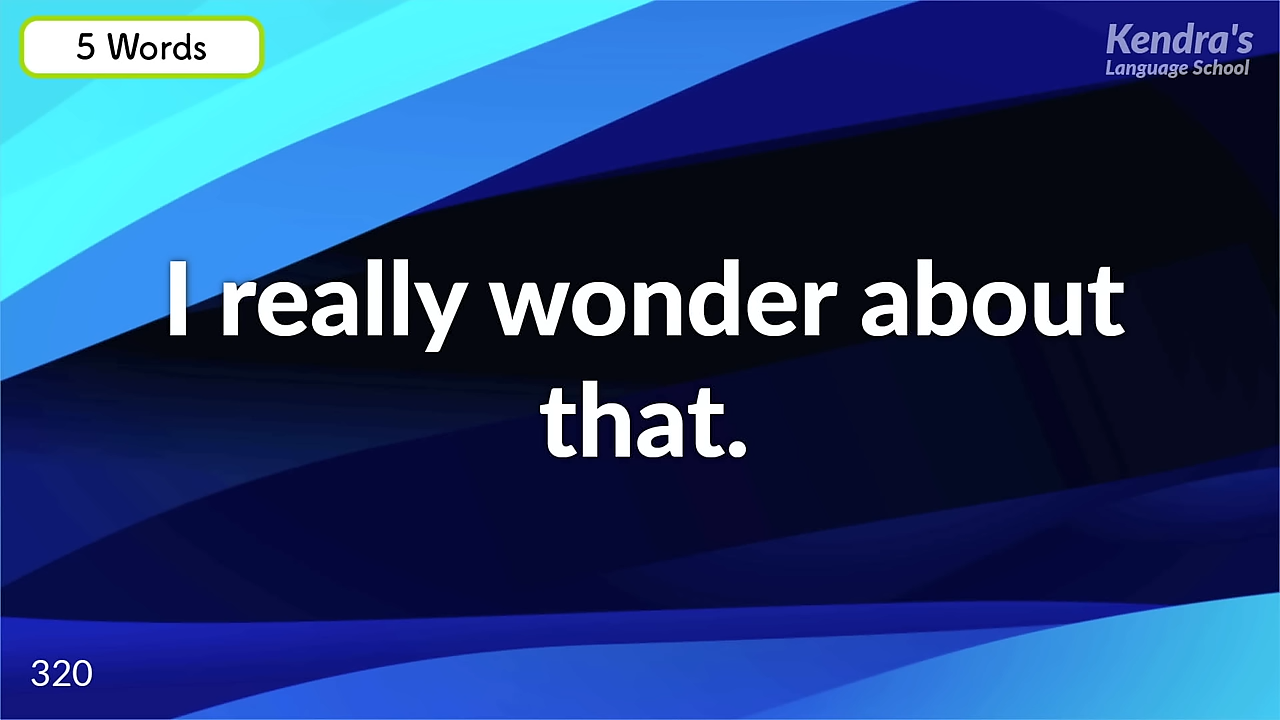 5 Words
Kendra's
Language School
I really wonder about
that.
320